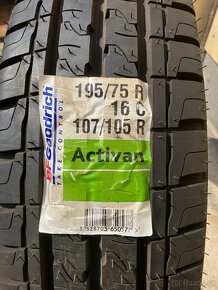 BFGoodrich
TAKE CONTROL
195/75 R
16 C
107/105 R
Activan